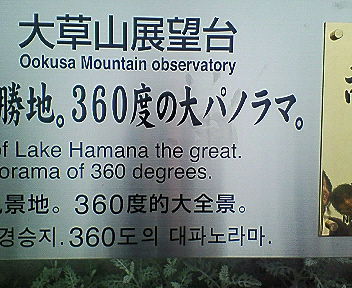 大草山展望台
Ookusa Mountain observatory
勝地。360度の大パノラマ。
of Lake Hamana the great.
orama of 360 degrees.
景地。360度的大全景。
경승지.360도의 대파노라마.